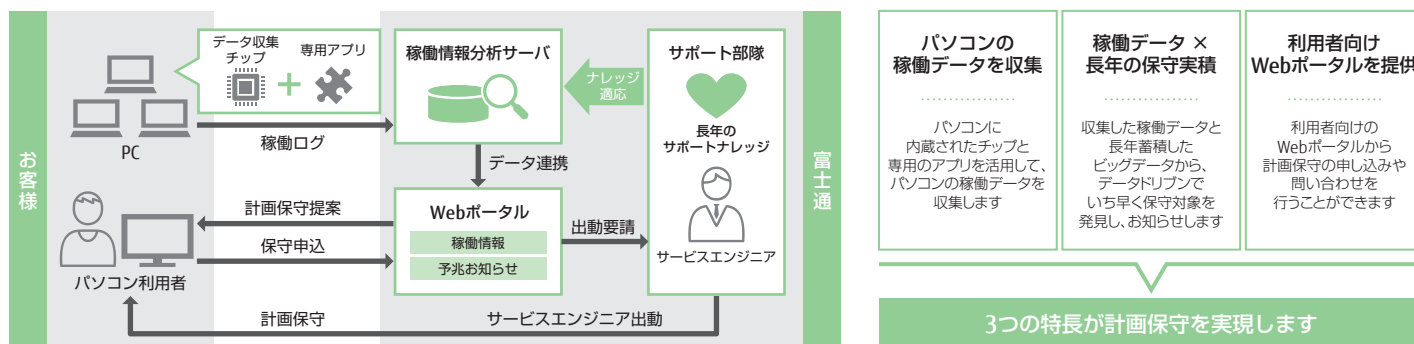 お客様
データ収集
チップ
専用アプリ
PC
稼働ログ
稼働情報分析サーバ
データ連携
ナレッジ
適応
サポート部隊
長年の
サポートナレッジ
サービスエンジニア
パソコン利用者
計画保守提案
保守申込
Webポータル
稼働情報
予兆お知らせ
出動要請
計画保守
サービスエンジニア出動
富士通
パソコンの
稼働データを収集
パソコンに
内蔵されたチップと
専用のアプリを活用して、
パソコンの稼働データを
収集します
稼働データ ×
長年の保守実積
収集した稼働データと
長年蓄積した
ビッグデータから、
データドリブンで
いち早く保守対象を
発見し、お知らせします
利用者向け
Webポータルを提供
利用者向けの
Webポータルから
計画保守の申し込みや
問い合わせを
行うことができます
3つの特長が計画保守を実現します